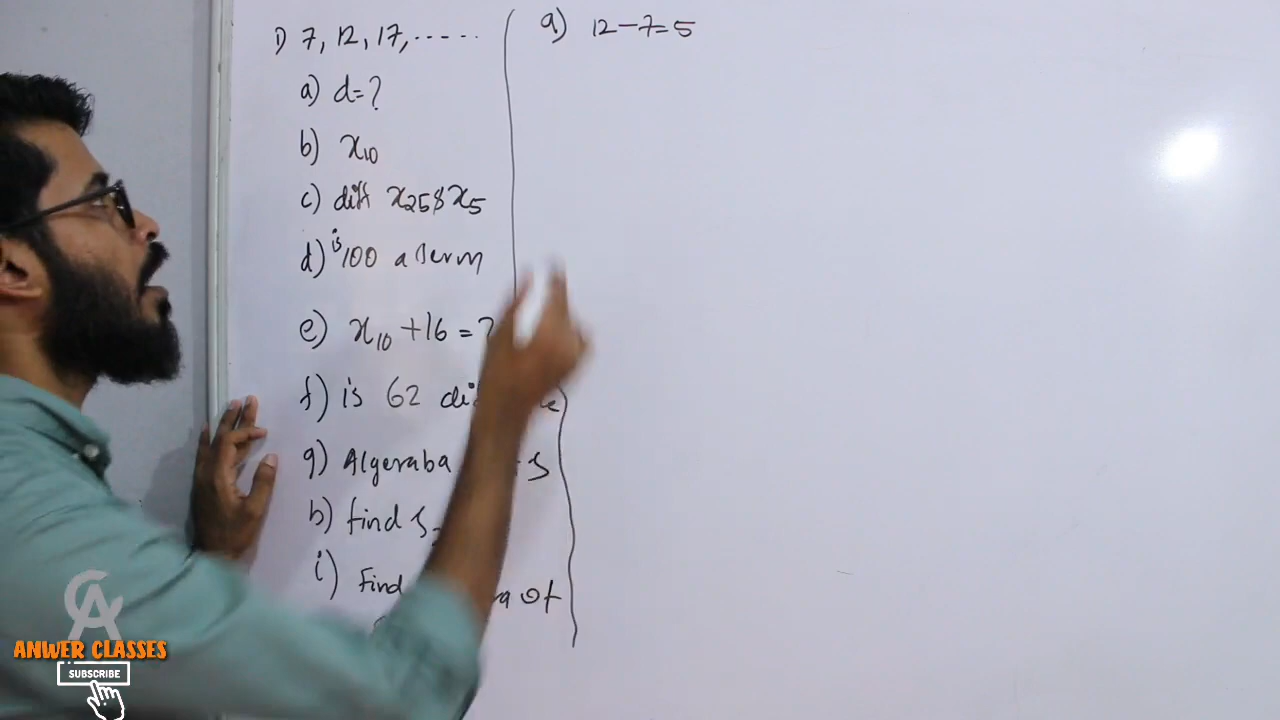 1) 7, 12, 17, ......
a) d=?
b) x10
c) diff x25 & x5
d) is 100 a term
e) x10 + 16 = ?
f) is 62
g) Algeraba
h) find
i) Find of
a) 12-7=5
CA
ANWER CLASSES
SUBSCRIBE